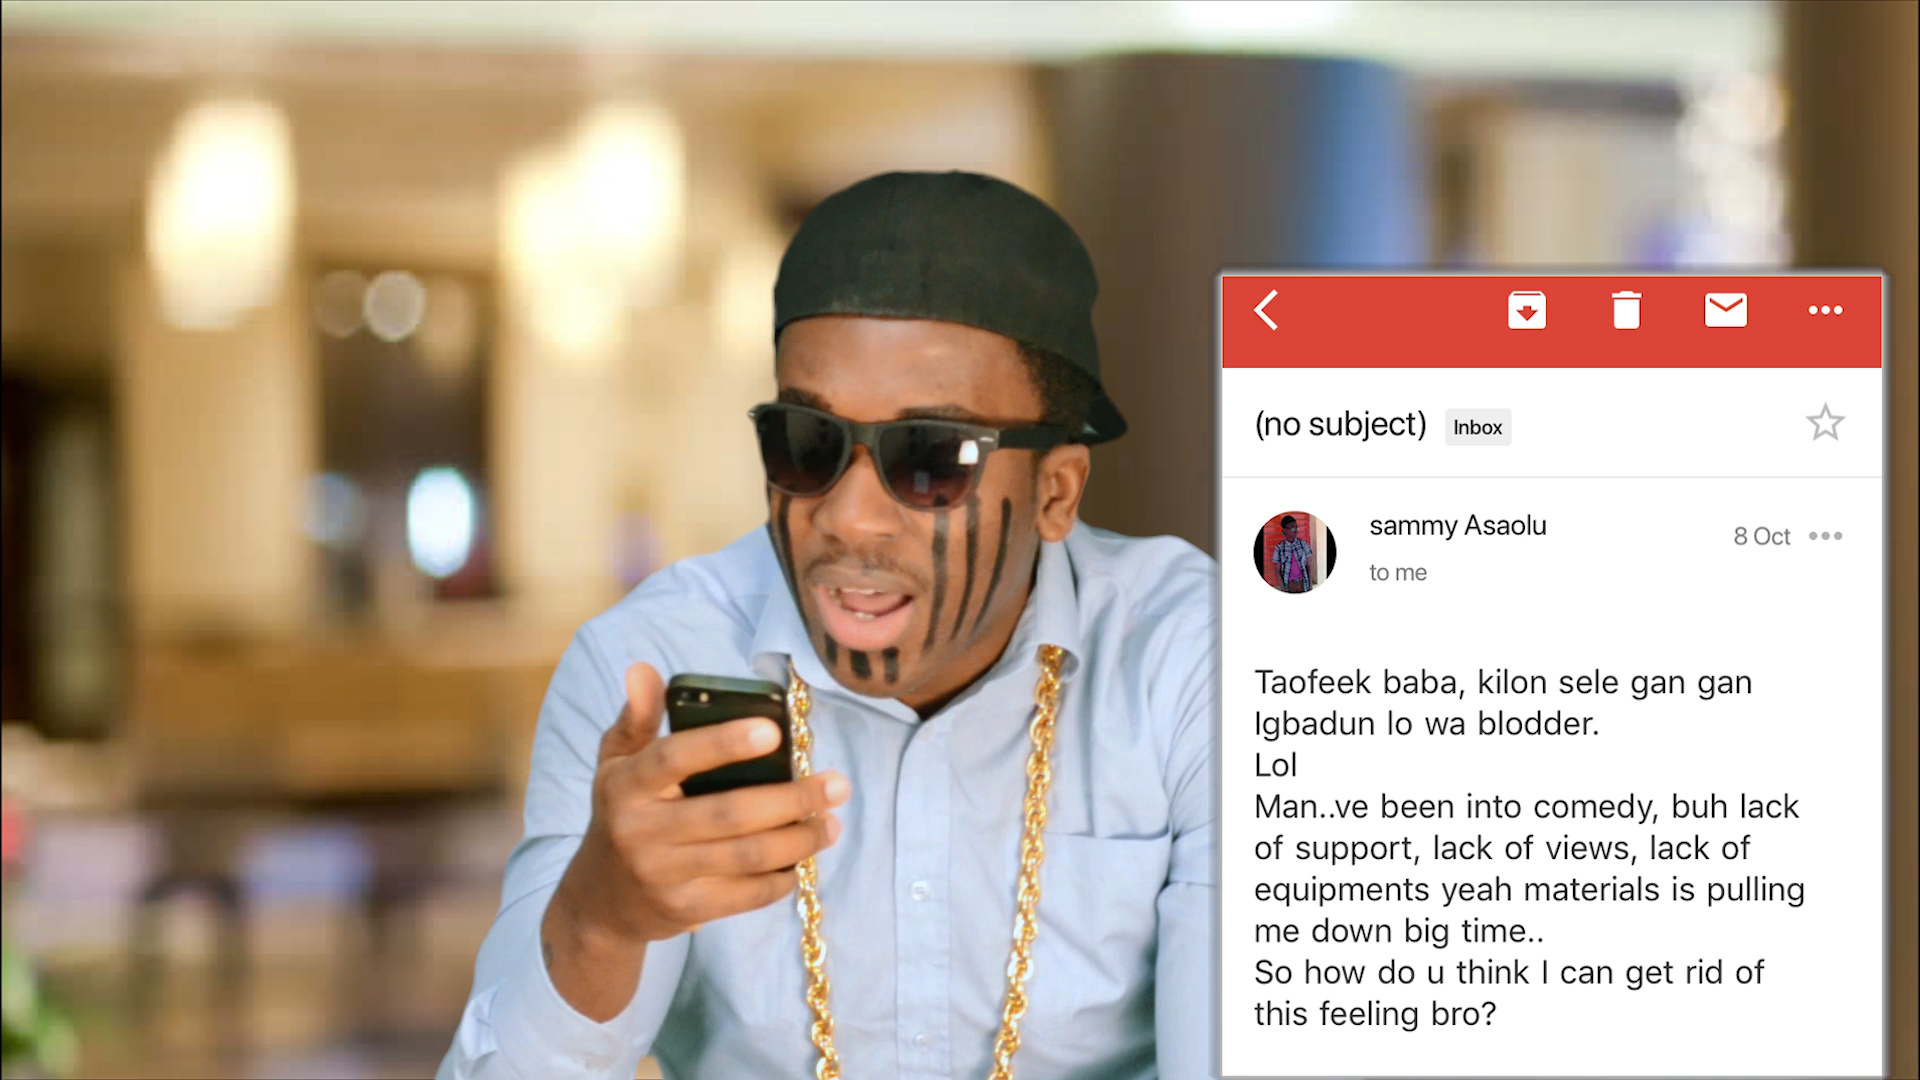 (no subject) Inbox
sammy Asaolu
8 Oct
to me
Taofeek baba, kilon sele gan gan
Igbadun lo wa blodder.
Lol
Man..ve been into comedy, buh lack
of support, lack of views, lack of
equipments yeah materials is pulling
me down big time..
So how do u think I can get rid of
this feeling bro?